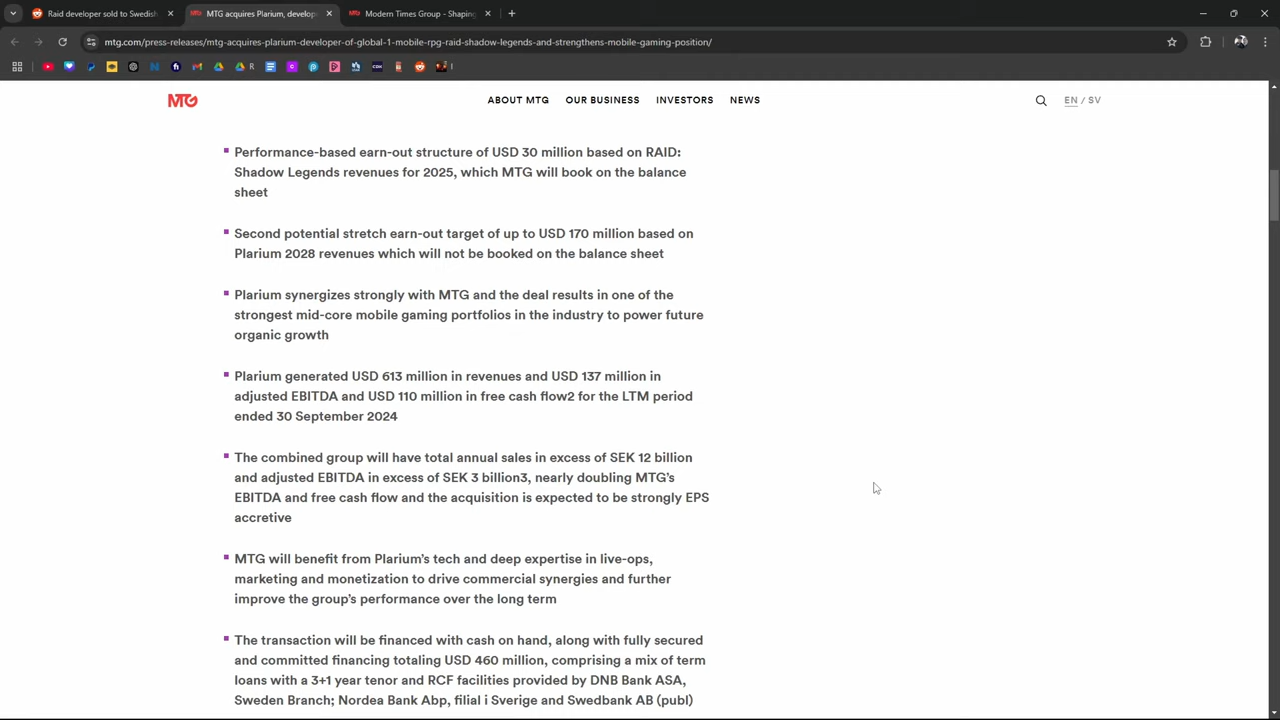 Raid developer sold to Swedish
MTG acquires Plarium, develope
Modern Times Group - Shaping
mtg.com/press-releases/mtg-acquires-plarium-developer-of-global-1-mobile-rpg-raid-shadow-legends-and-strengthens-mobile-gaming-position/
R
MTG
ABOUT MTG
OUR BUSINESS
INVESTORS
NEWS
EN / SV
Performance-based earn-out structure of USD 30 million based on RAID:
Shadow Legends revenues for 2025, which MTG will book on the balance
sheet
Second potential stretch earn-out target of up to USD 170 million based on
Plarium 2028 revenues which will not be booked on the balance sheet
Plarium synergizes strongly with MTG and the deal results in one of the
strongest mid-core mobile gaming portfolios in the industry to power future
organic growth
Plarium generated USD 613 million in revenues and USD 137 million in
adjusted EBITDA and USD 110 million in free cash flow2 for the LTM period
ended 30 September 2024
The combined group will have total annual sales in excess of SEK 12 billion
and adjusted EBITDA in excess of SEK 3 billion3, nearly doubling MTG's
EBITDA and free cash flow and the acquisition is expected to be strongly EPS
accretive
MTG will benefit from Plarium's tech and deep expertise in live-ops,
marketing and monetization to drive commercial synergies and further
improve the group's performance over the long term
The transaction will be financed with cash on hand, along with fully secured
and committed financing totaling USD 460 million, comprising a mix of term
loans with a 3+1 year tenor and RCF facilities provided by DNB Bank ASA,
Sweden Branch; Nordea Bank Abp, filial i Sverige and Swedbank AB (publ)